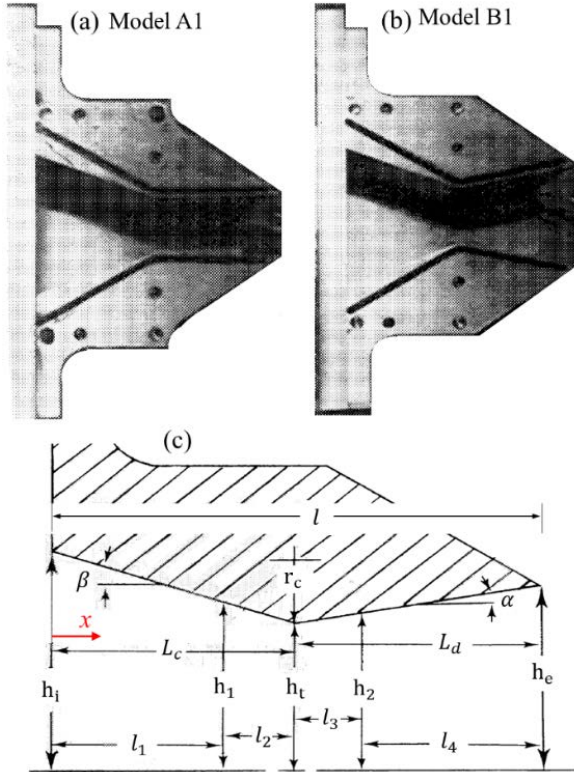 (a) Model A1
(b) Model B1
(c)
l
β
r_c
α
x
L_c
L_d
h_i
h_1
h_t
h_2
h_e
l_1
l_2
l_3
l_4